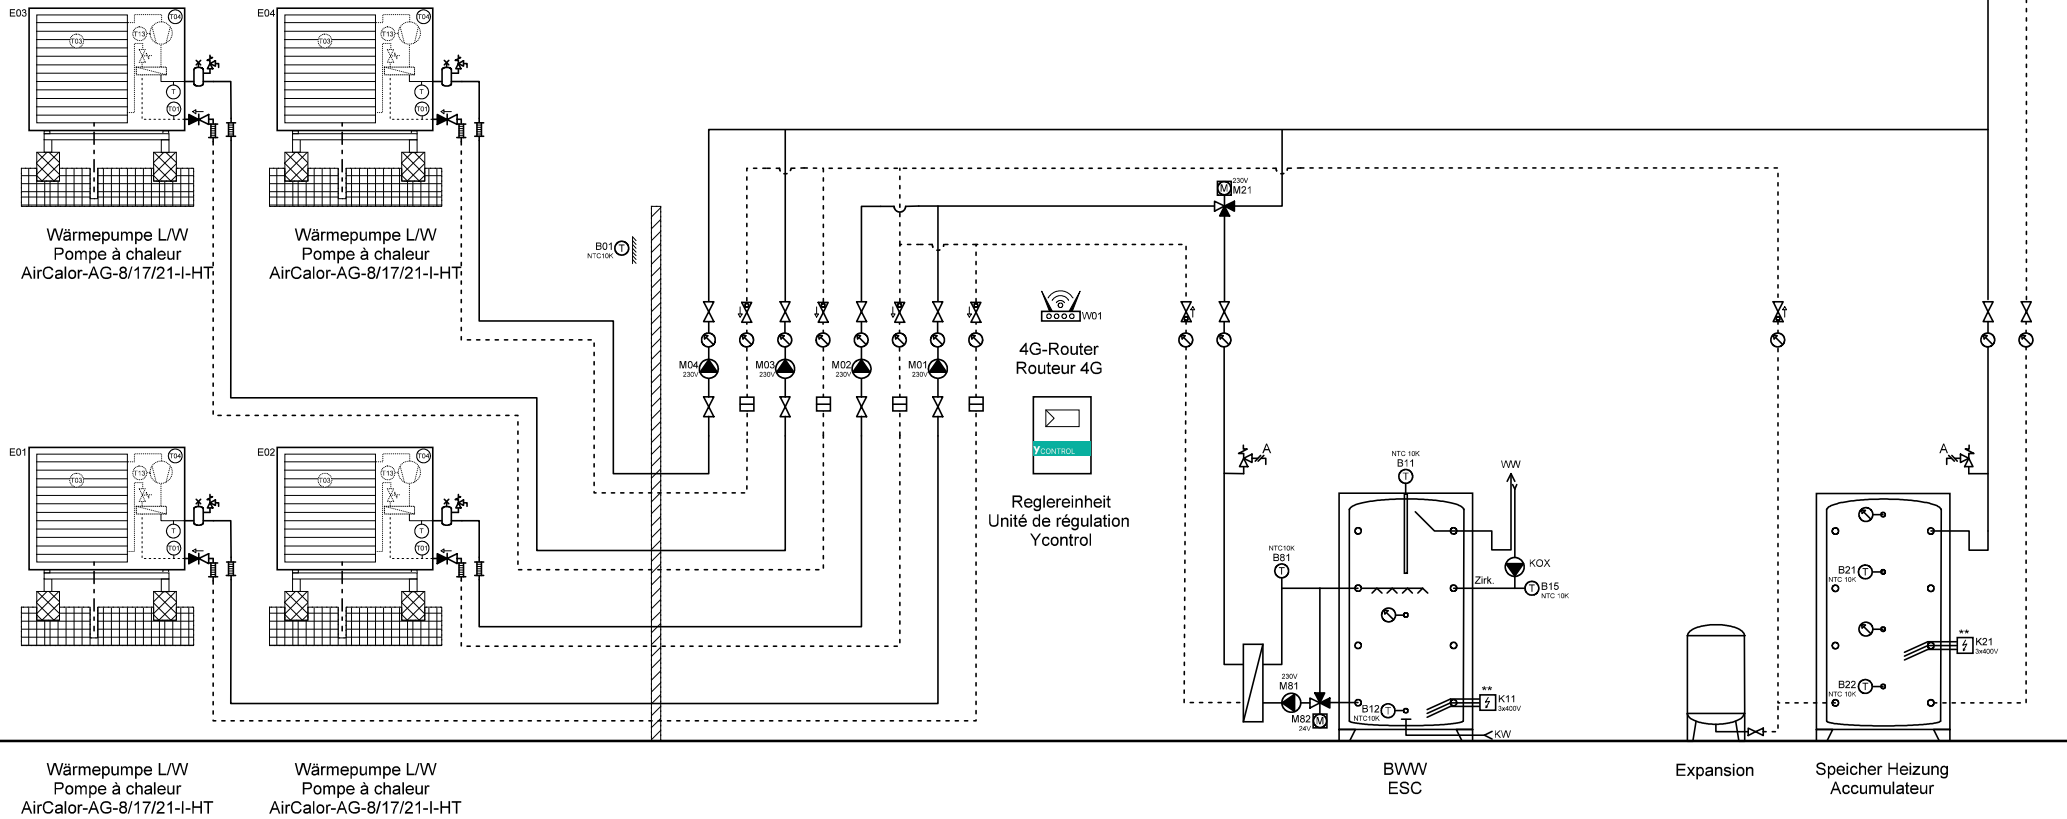 E03
T04
T13
T03
T
T01
E04
T04
T13
T03
T
T01
Wärmepumpe L/W
Pompe à chaleur
AirCalor-AG-8/17/21-I-HT
Wärmepumpe L/W
Pompe à chaleur
AirCalor-AG-8/17/21-I-HT
B01
T
NTC10K
230V
M
M21
W01
4G-Router
Routeur 4G
M04
230V
M03
230V
M02
230V
M01
230V
YCONTROL
Reglereinheit
Unité de régulation
Ycontrol
E01
T04
T13
T03
T
T01
E02
T04
T13
T03
T
T01
A
A
NTC 10K
B11
T
WW
NTC10K
B81
T
KOX
Zirk.
T
B15
NTC 10K
B21
T
NTC 10K
**
K21
3x400V
B22
T
NTC 10K
230V
M81
M82
M
24V
B12
T
NTC10K
**
K11
3x400V
KW
Wärmepumpe L/W
Pompe à chaleur
AirCalor-AG-8/17/21-I-HT
Wärmepumpe L/W
Pompe à chaleur
AirCalor-AG-8/17/21-I-HT
BWW
ESC
Expansion
Speicher Heizung
Accumulateur